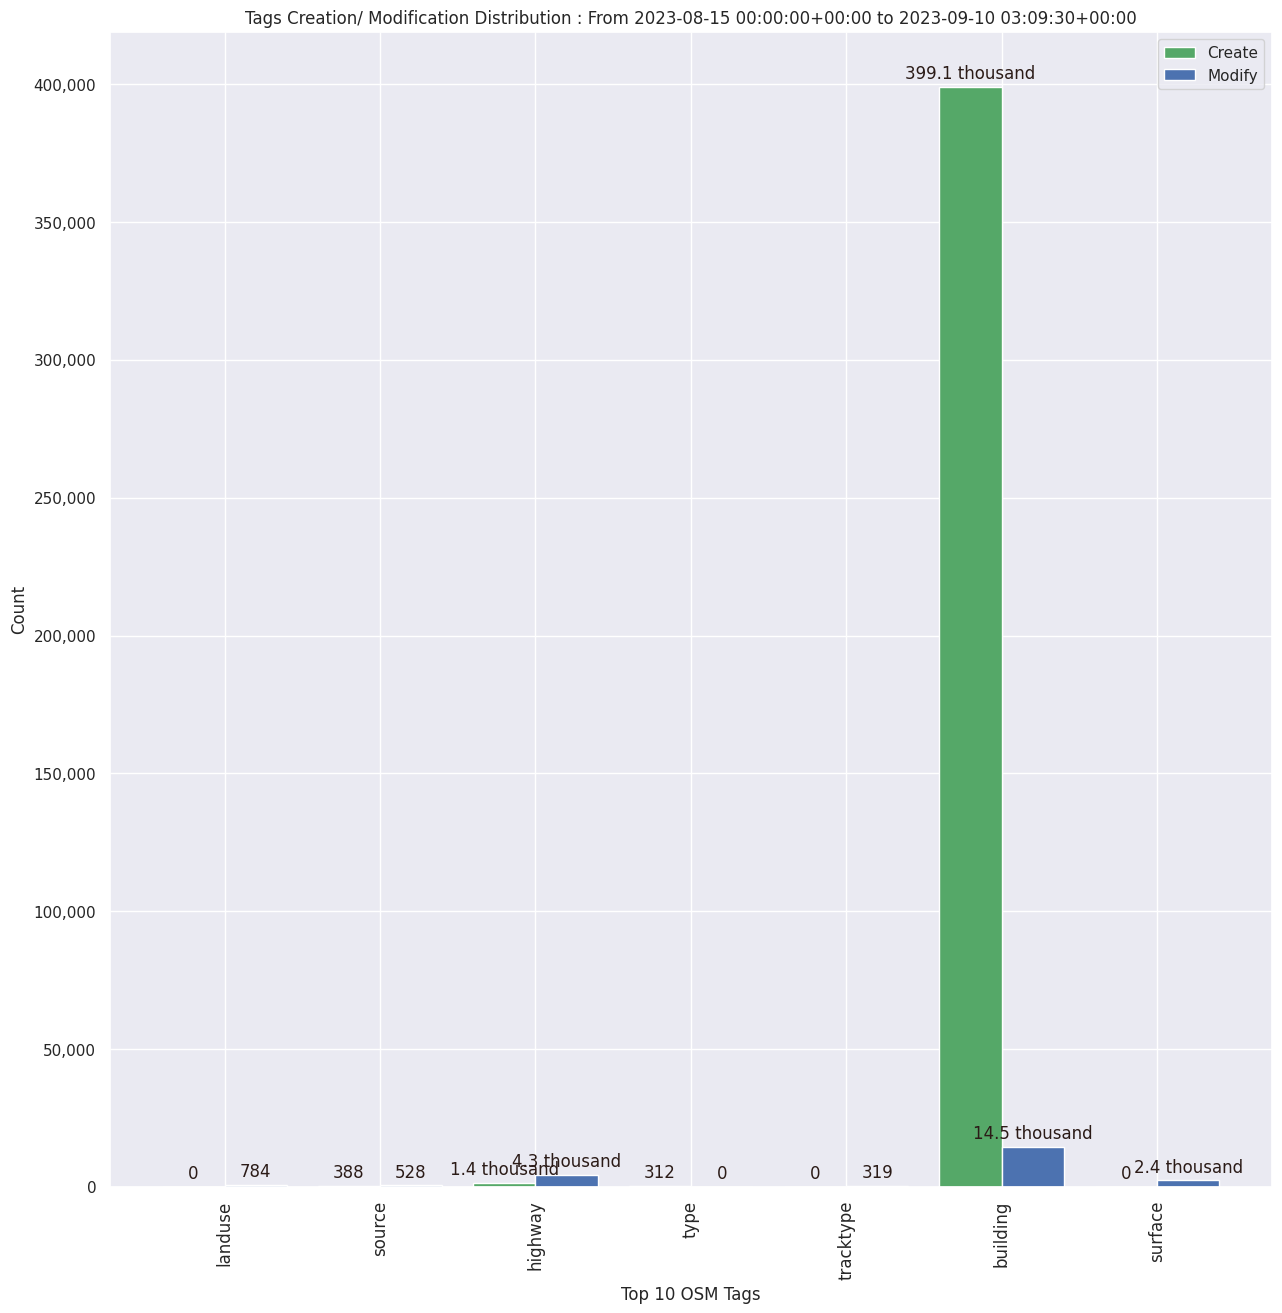 Tags Creation/ Modification Distribution : From 2023-08-15 00:00:00+00:00 to 2023-09-10 03:09:30+00:00
Create
Modify
399.1 thousand
400,000
350,000
300,000
250,000
200,000
150,000
100,000
50,000
0
Count
0
784
388
528
1.4 thousand
4.3 thousand
312
0
0
319
14.5 thousand
0
2.4 thousand
landuse
source
highway
type
tracktype
building
surface
Top 10 OSM Tags